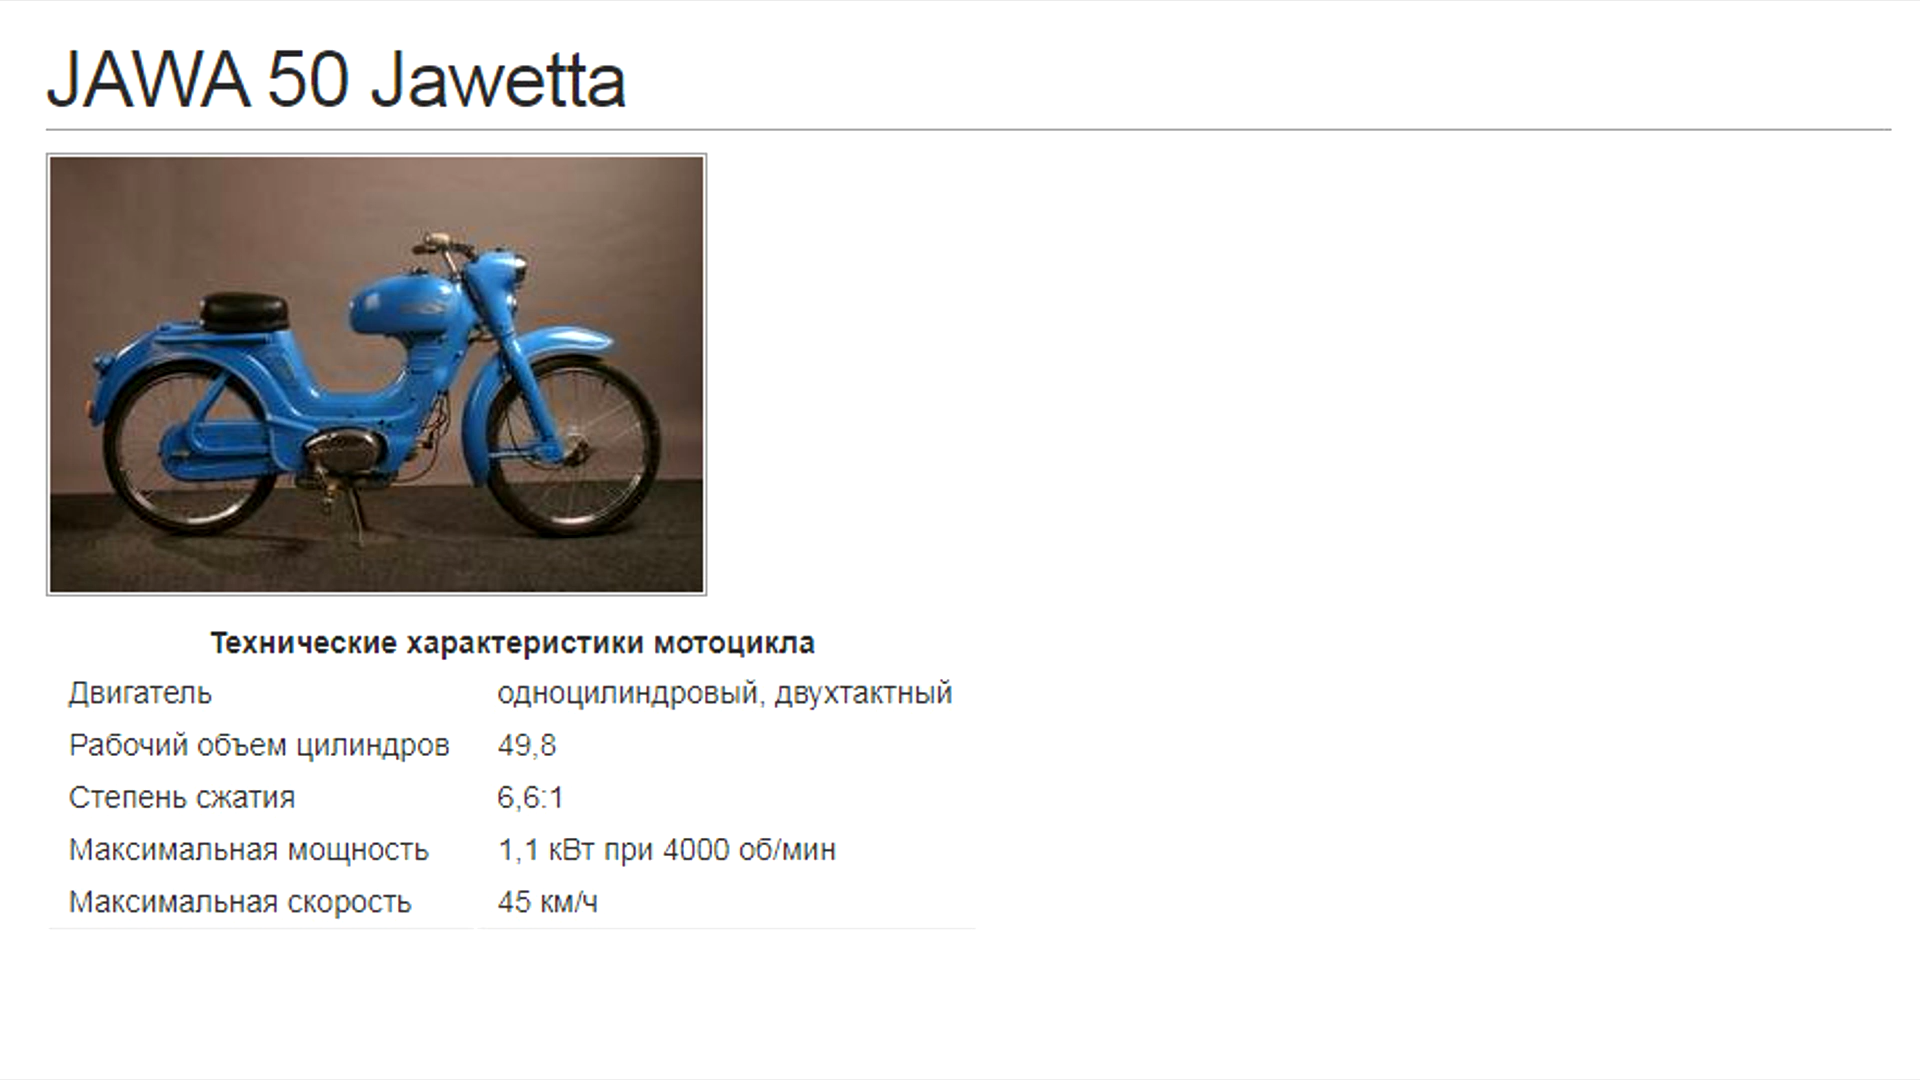 JAWA 50 Jawetta
Технические характеристики мотоцикла
Двигатель одноцилиндровый, двухтактный
Рабочий объем цилиндров 49,8
Степень сжатия 6,6:1
Максимальная мощность 1,1 кВт при 4000 об/мин
Максимальная скорость 45 км/ч